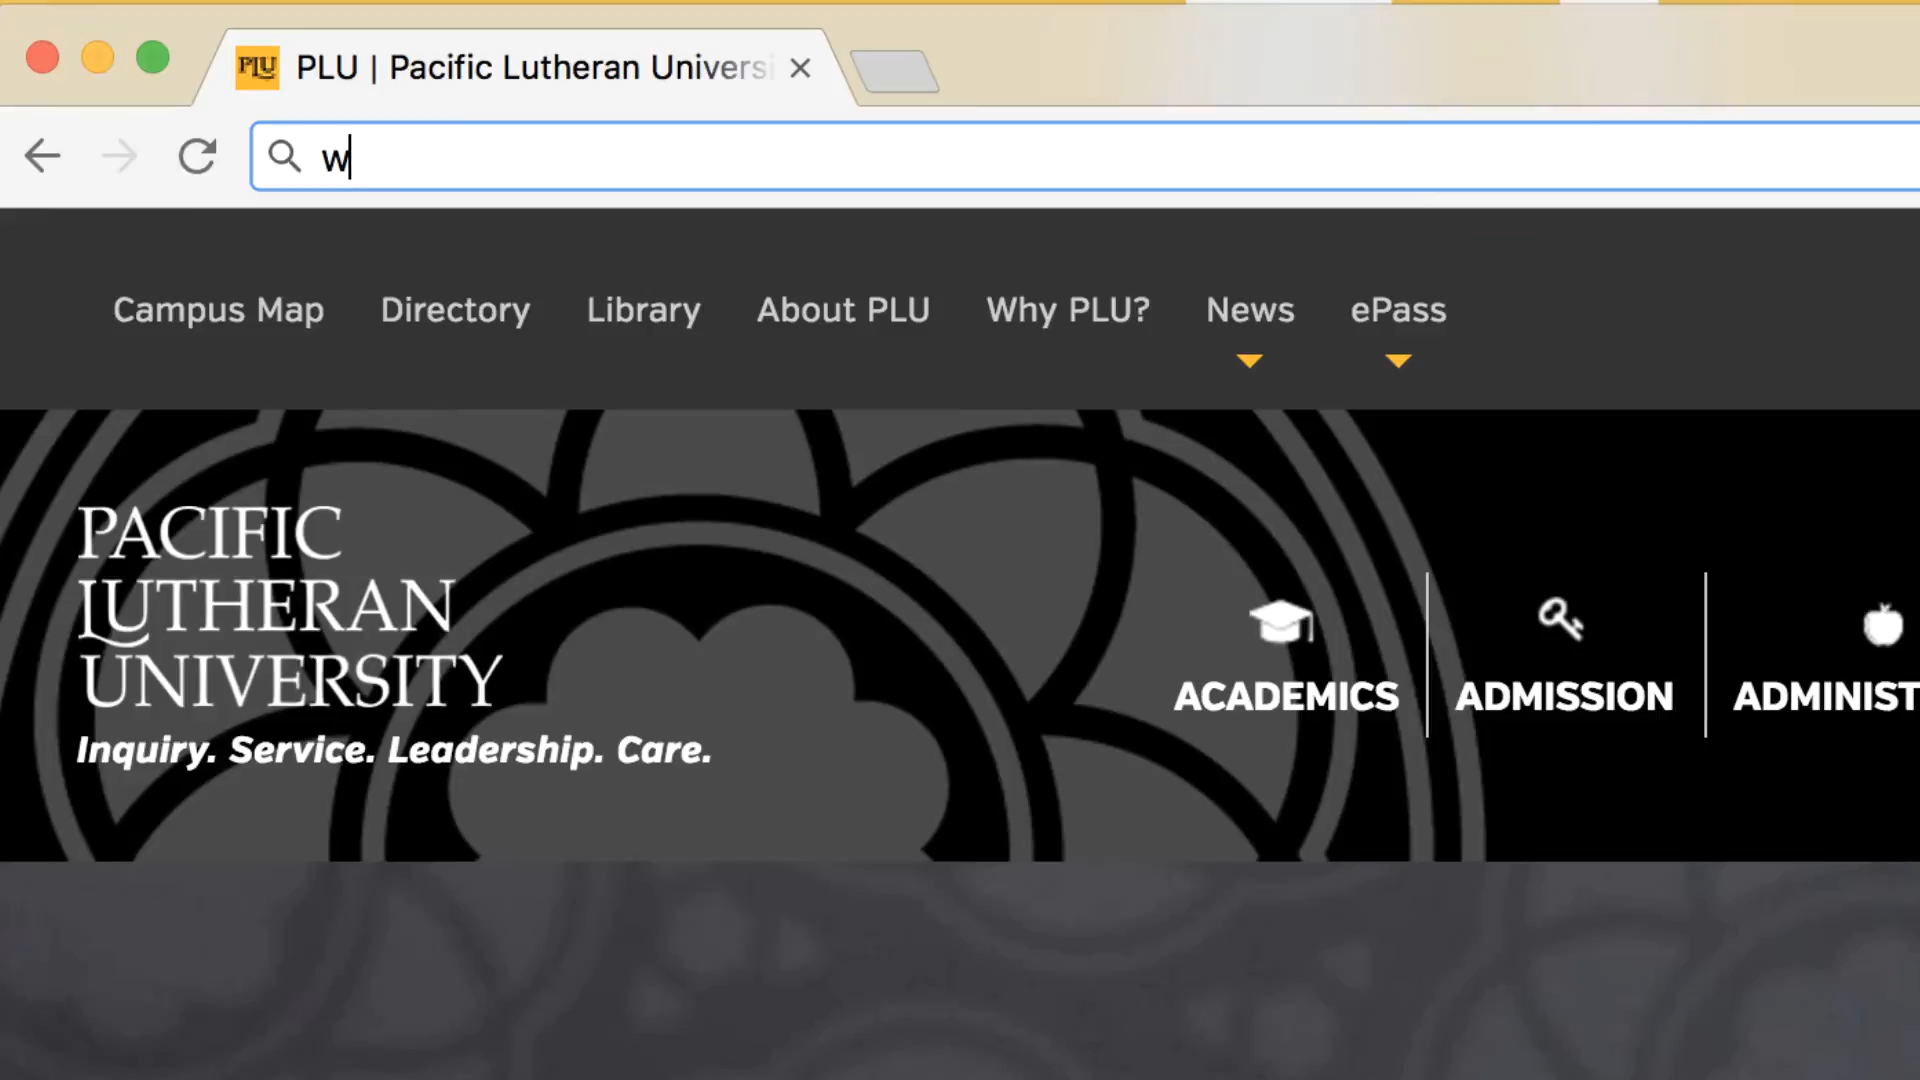 PLU PLU | Pacific Lutheran Universi
w
Campus Map Directory Library About PLU Why PLU? News ePass
PACIFIC
LUTHERAN
UNIVERSITY
Inquiry. Service. Leadership. Care.
ACADEMICS ADMISSION ADMINIST